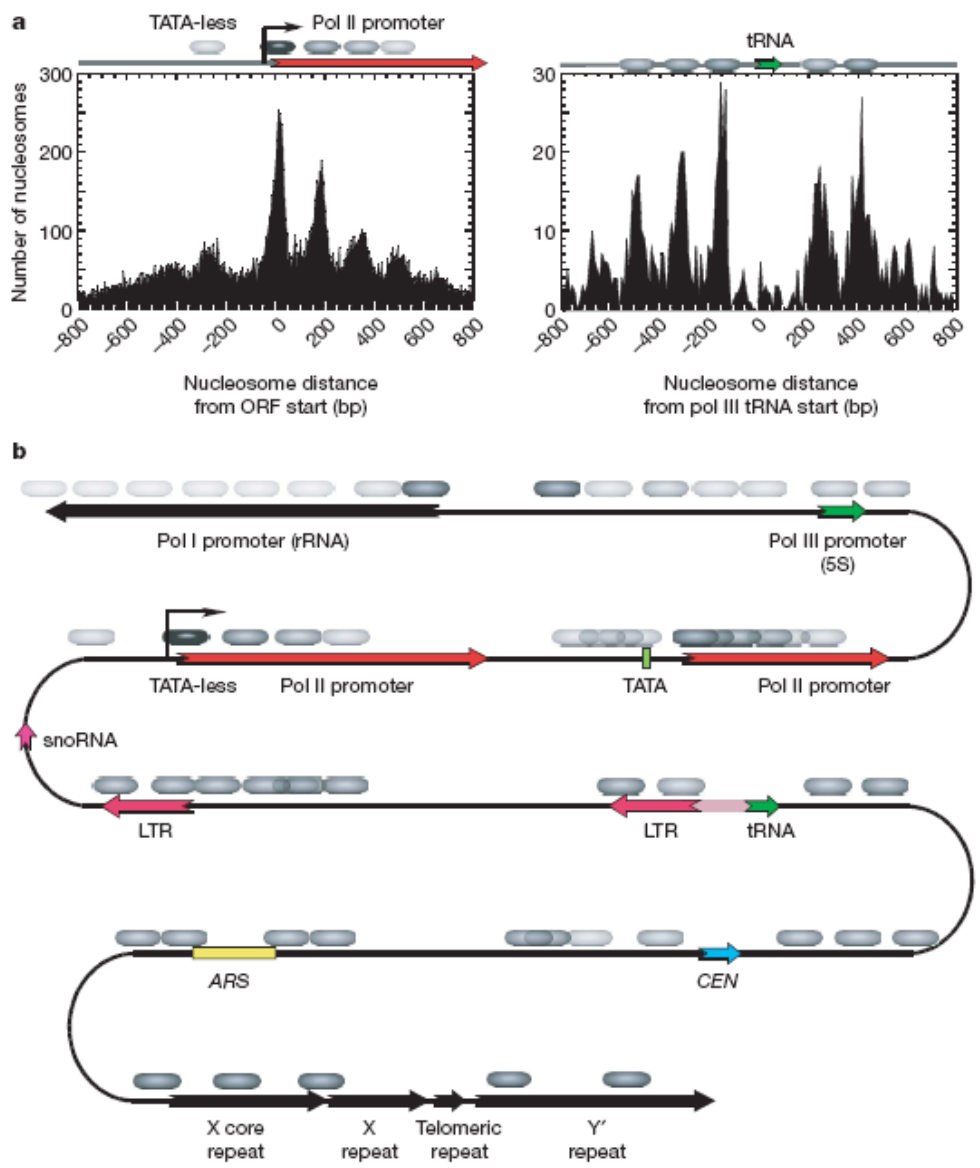 a
TATA-less
Pol II promoter
tRNA
Number of nucleosomes
300
200
100
0
–800
–600
–400
–200
0
200
400
600
800
Nucleosome distance
from ORF start (bp)
30
20
10
0
–800
–600
–400
–200
0
200
400
600
800
Nucleosome distance
from pol III tRNA start (bp)
b
Pol I promoter (rRNA)
Pol III promoter
(5S)
TATA-less
Pol II promoter
TATA
Pol II promoter
snoRNA
LTR
LTR
tRNA
ARS
CEN
X core
repeat
X
repeat
Telomeric
repeat
Y′
repeat